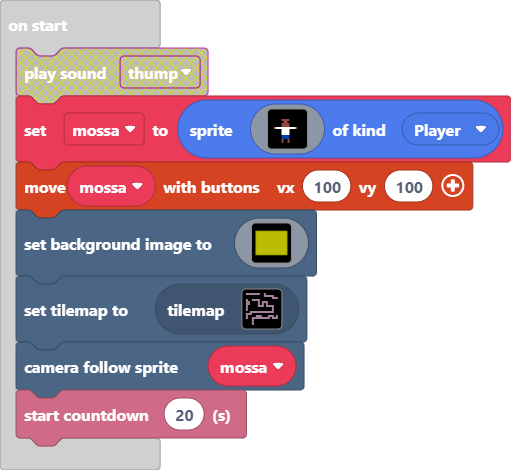 on start
play sound thump
set mossa to sprite of kind Player
move mossa with buttons vx 100 vy 100
set background image to
set tilemap to tilemap
camera follow sprite mossa
start countdown 20 (s)